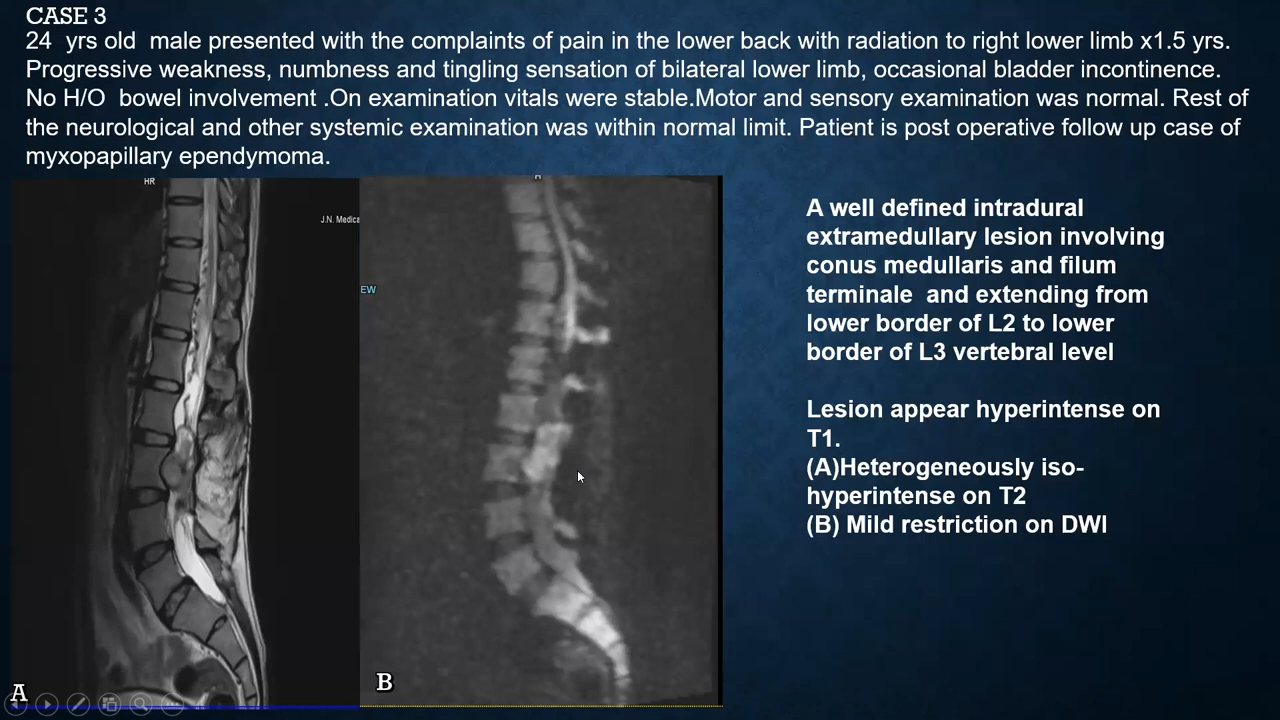 CASE 3
24 yrs old male presented with the complaints of pain in the lower back with radiation to right lower limb x1.5 yrs.
Progressive weakness, numbness and tingling sensation of bilateral lower limb, occasional bladder incontinence.
No H/O bowel involvement .On examination vitals were stable.Motor and sensory examination was normal. Rest of
the neurological and other systemic examination was within normal limit. Patient is post operative follow up case of
myxopapillary ependymoma.
HR
J.N. Medica
H
EW
A
B
A well defined intradural
extramedullary lesion involving
conus medullaris and filum
terminale and extending from
lower border of L2 to lower
border of L3 vertebral level
Lesion appear hyperintense on
T1.
(A)Heterogeneously iso-
hyperintense on T2
(B) Mild restriction on DWI